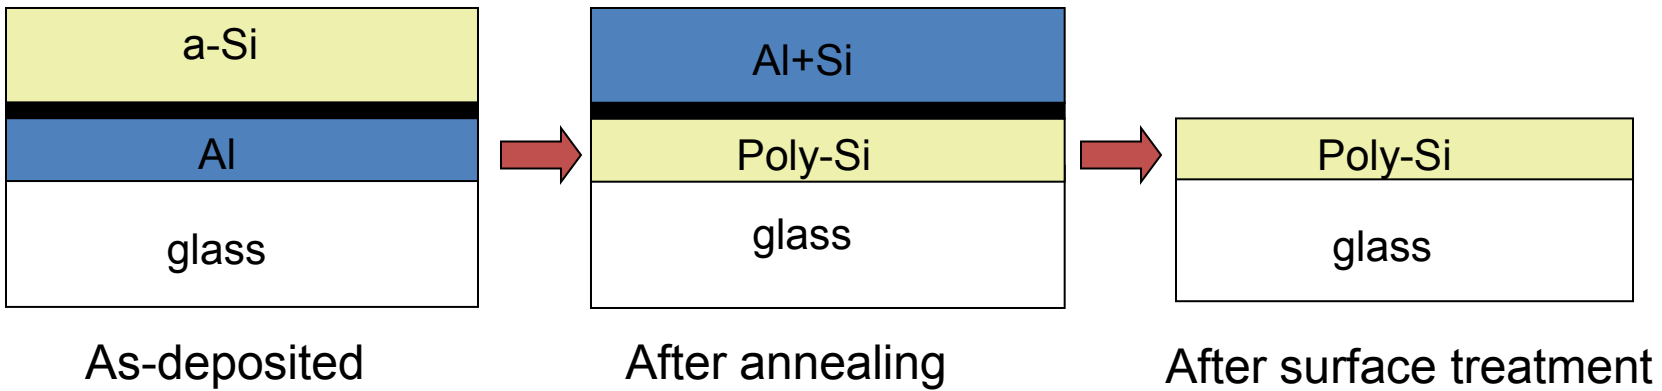 a-Si
Al
glass
As-deposited
Al+Si
Poly-Si
glass
After annealing
Poly-Si
glass
After surface treatment